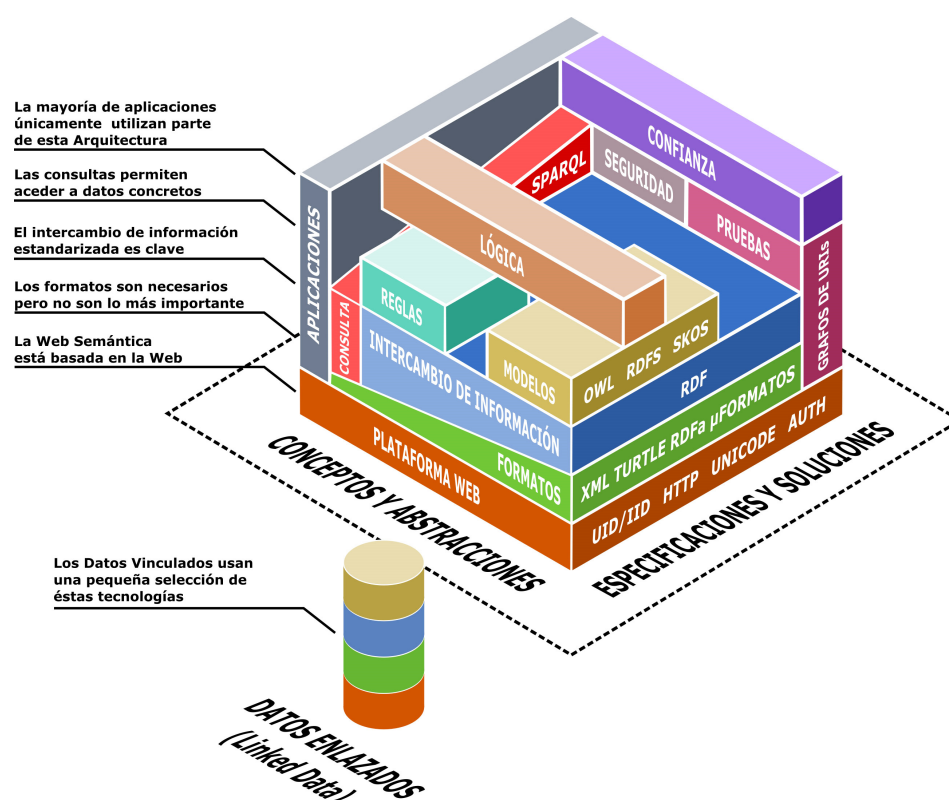 La mayoría de aplicaciones
únicamente utilizan parte
de esta Arquitectura
Las consultas permiten
aceder a datos concretos
El intercambio de información
estandarizada es clave
Los formatos son necesarios
pero no son lo más importante
La Web Semántica
está basada en la Web
APLICACIONES
CONSULTA
REGLAS
LÓGICA
SPARQL
SEGURIDAD
CONFIANZA
PRUEBAS
GRAFOS DE URIs
INTERCAMBIO DE INFORMACIÓN
MODELOS
OWL RDFS SKOS
RDF
FORMATOS
XML TURTLE RDFa µFORMATOS
PLATAFORMA WEB
UID/IID HTTP UNICODE AUTH
CONCEPTOS Y ABSTRACCIONES
ESPECIFICACIONES Y SOLUCIONES
Los Datos Vinculados usan
una pequeña selección de
éstas tecnologías
DATOS ENLAZADOS
(Linked Data)